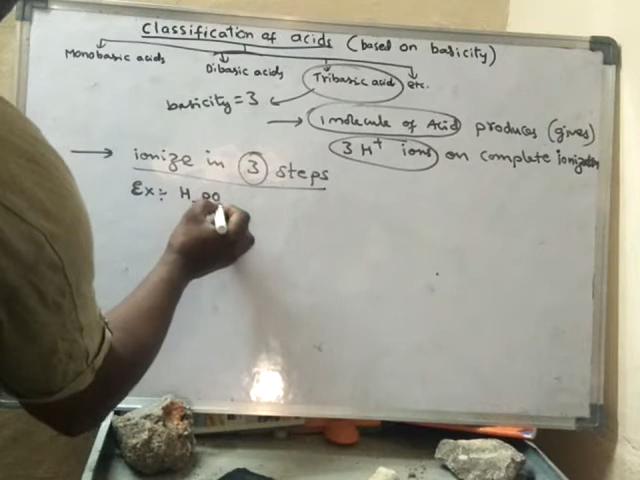 Classification of acids (based on basicity)
Monobasic acids Dibasic acids Tribasic acid etc.
basicity = 3
→ 1 molecule of Acid produces (gives)
3 H⁺ ions on complete ionization
→ ionize in 3 steps
Ex:- H